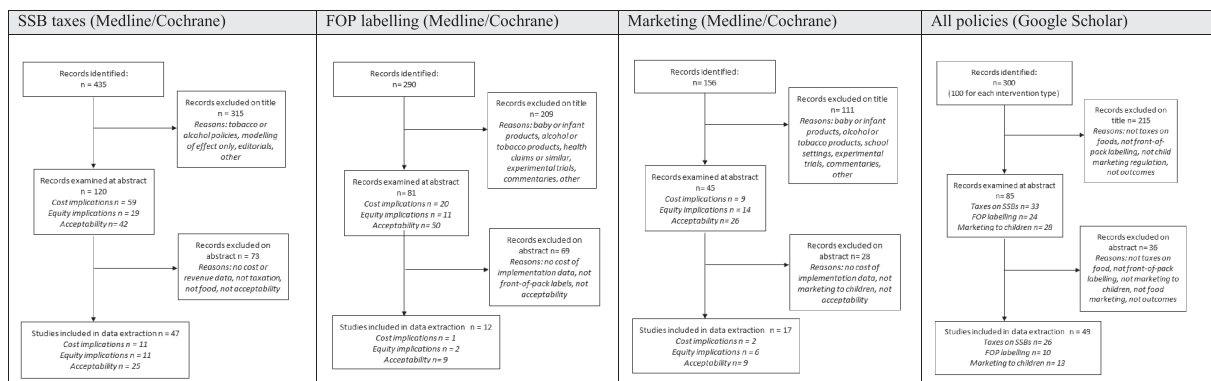 SSB taxes (Medline/Cochrane)
Records identified:
n = 435
Records excluded on title
n = 315
Reasons: tobacco or
alcohol policies, modelling
of effect only, editorials,
other
Records examined at abstract
n = 120
Cost implications = 59
Equity implications n = 19
Acceptability n= 42
Records excluded on
abstract n = 73
Reasons: no cost or
revenue data, not taxation,
not food, not acceptability
Studies included in data extraction n = 47
Cost implications n = 11
Equity implications n = 11
Acceptability n = 25
FOP labelling (Medline/Cochrane)
Records identified:
n= 290
Records excluded on title
n= 209
Reasons: baby or infant
products, alcohol or
tobacco products, health
claims or similar,
experimental trials,
commentaries, other
Records examined at abstract
n= 81
Cost implications n= 20
Equity implications n= 11
Acceptability n= 50
Records excluded on
abstract n= 69
Reasons: no cost of
implementation data, not
front-of-pack labels, not
acceptability
Studies included in data extraction n = 12
Cost implications n = 1
Equity implications n = 2
Acceptability n= 9
Marketing (Medline/Cochrane)
Records identified:
n= 156
Records excluded on title
n= 111
Reasons: baby or infant
products, alcohol or
tobacco products, school
settings, experimental
trials, commentaries,
other
Records examined at abstract
n= 45
Cost implications n= 9
Equity implications n= 14
Acceptability n= 26
Records excluded on
abstract n= 28
Reasons: no cost of
implementation data, not
marketing to children, not
acceptability
Studies included in data extraction n = 17
Cost implications n= 2
Equity implications n = 6
Acceptability n= 9
All policies (Google Scholar)
Records identified:
n= 300
(100 for each intervention type)
Records excluded on
title n= 215
Reasons: not taxes on
foods, not front-of-
pack labelling, not child
marketing regulation,
not outcomes
Records examined at abstract
n= 85
Taxes on SSBs n= 33
FOP labelling n= 24
Marketing to children n= 28
Records excluded on
abstract n= 36
Reasons: not taxes on
food, not front-of-pack
labelling, not marketing to
children, not food
marketing, not outcomes
Studies included in data extraction n= 49
Taxes on SSBs n= 26
FOP labelling n= 10
Marketing to children n= 13